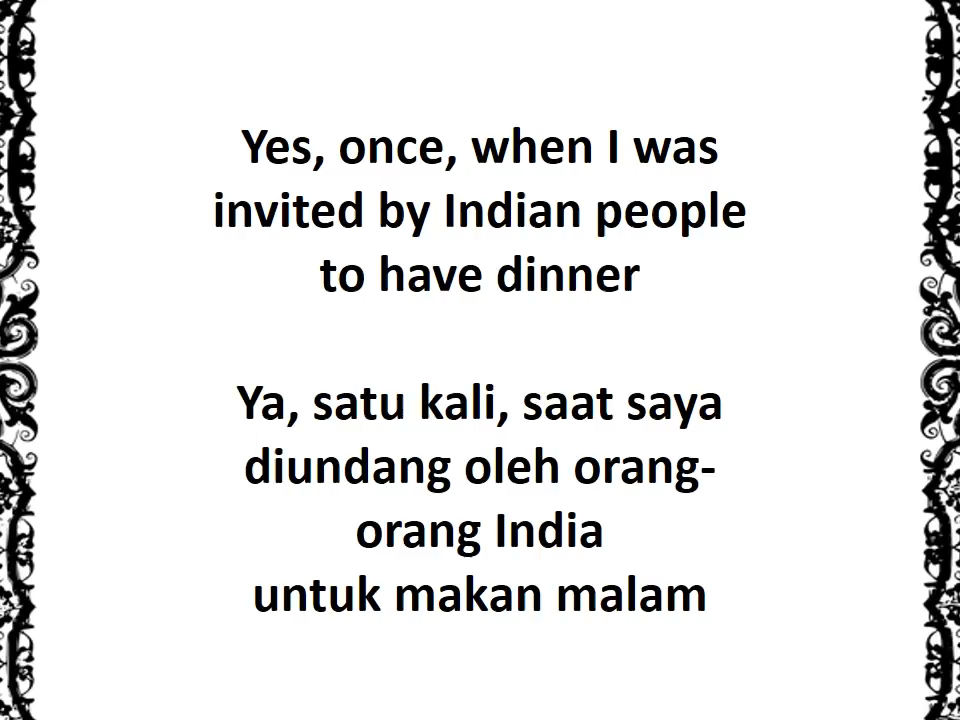 Yes, once, when I was
invited by Indian people
to have dinner
Ya, satu kali, saat saya
diundang oleh orang-
orang India
untuk makan malam